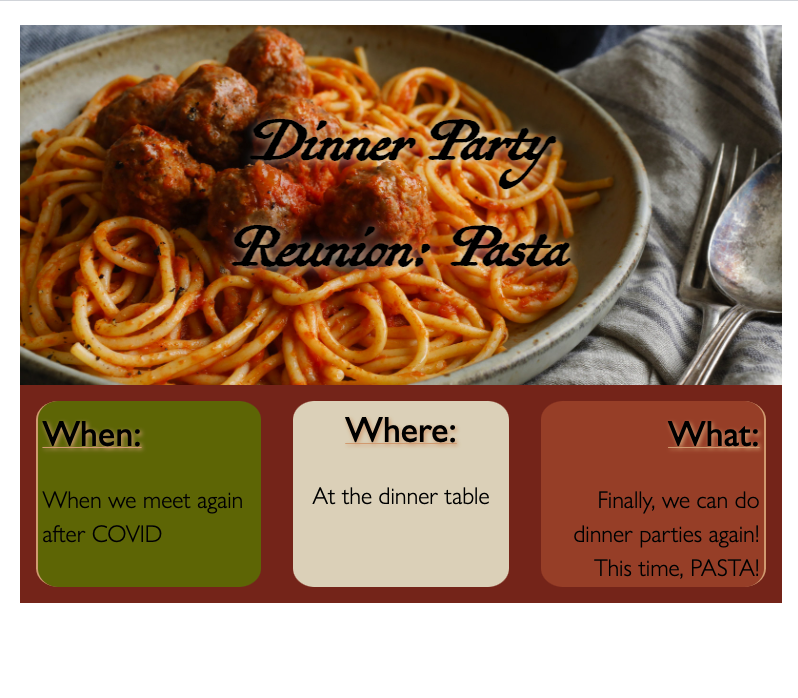 Dinner Party
Reunion: Pasta
When:
When we meet again
after COVID
Where:
At the dinner table
What:
Finally, we can do
dinner parties again!
This time, PASTA!